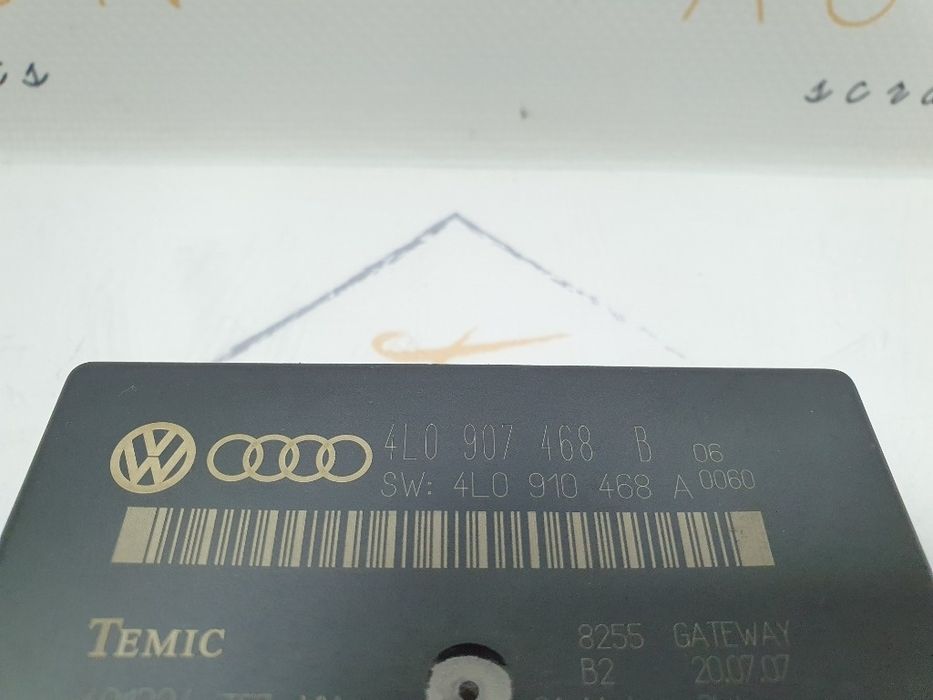 4L0 907 468 B 06
SW: 4L0 910 468 A 0060
TEMIC
8255 GATEWAY
B2 20.07.07